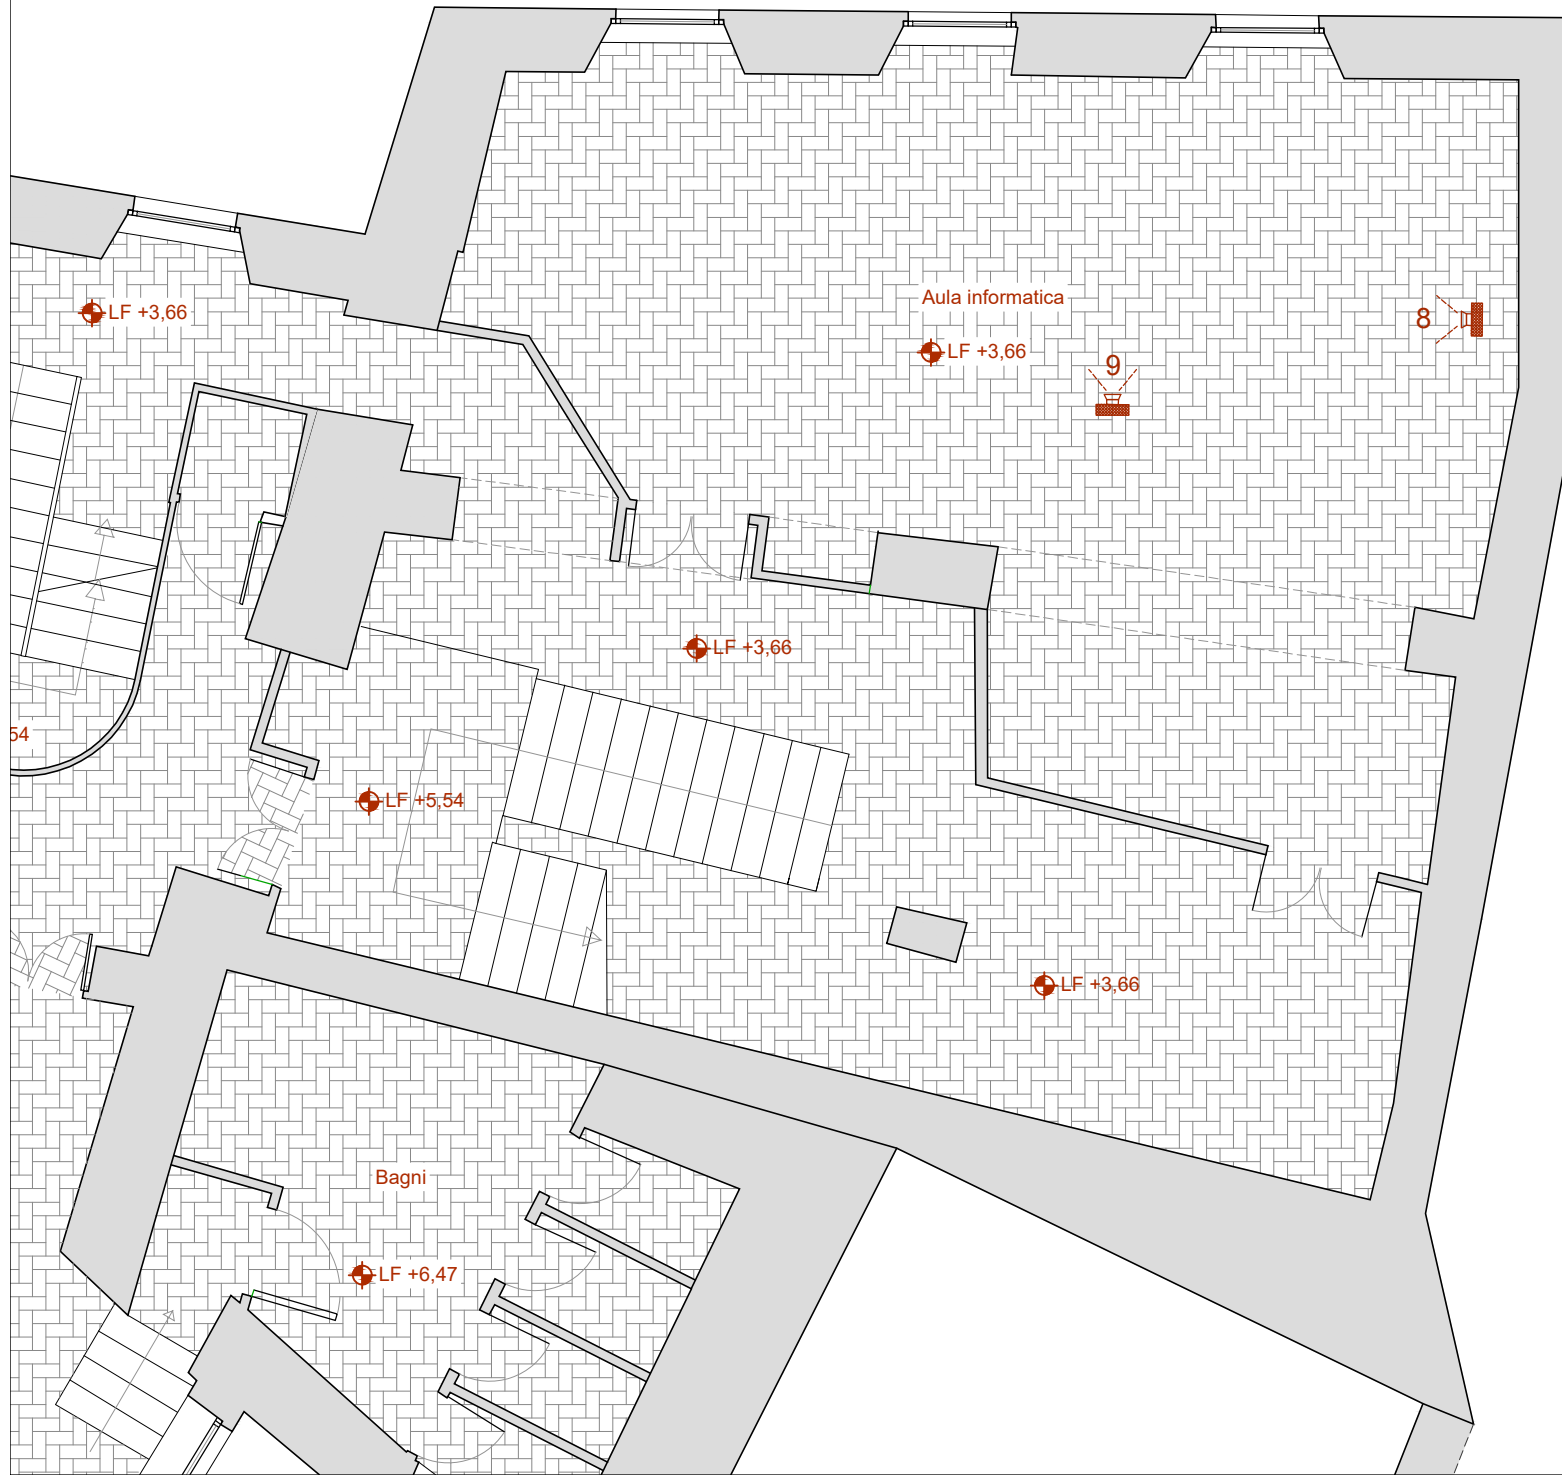 Aula informatica
LF +3,66
LF +3,66
8
9
LF +3,66
54
LF +5,54
LF +3,66
Bagni
LF +6,47